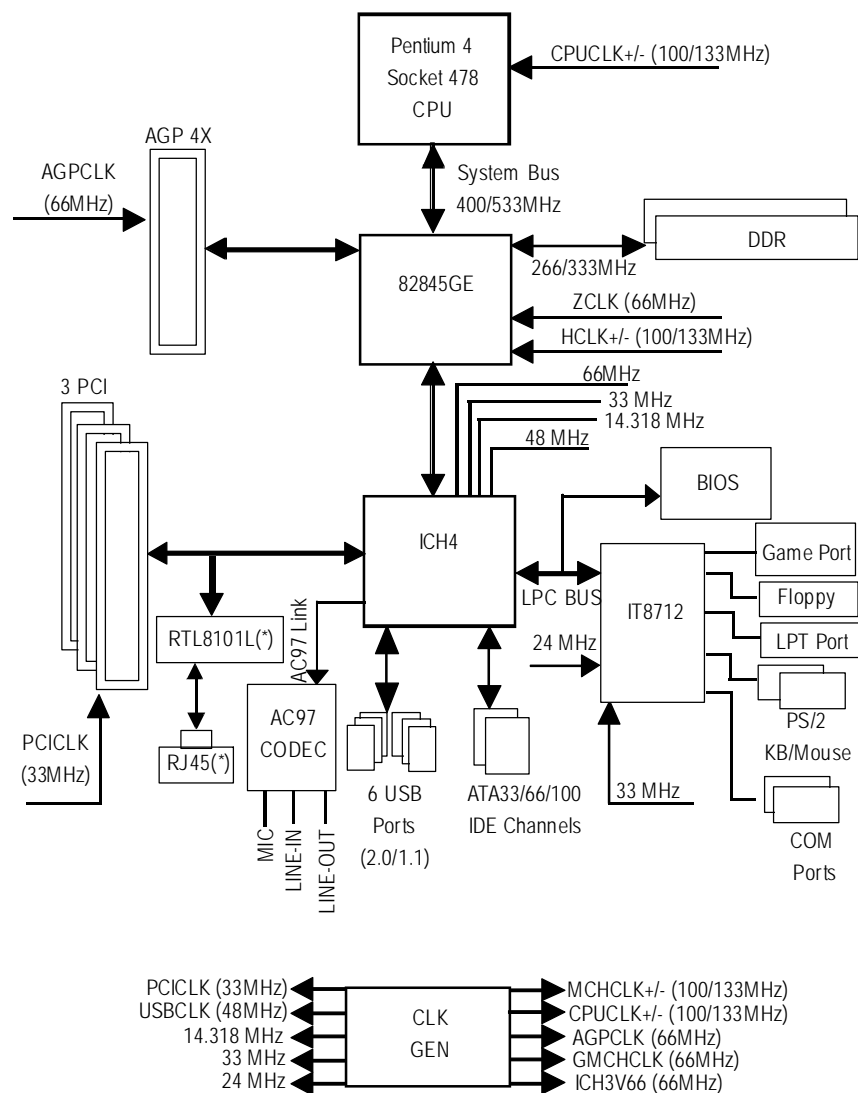 Pentium 4
Socket 478
CPU
CPUCLK+/- (100/133MHz)
AGP 4X
AGPCLK
(66MHz)
System Bus
400/533MHz
DDR
266/333MHz
82845GE
ZCLK (66MHz)
HCLK+/- (100/133MHz)
66MHz
33 MHz
14.318 MHz
48 MHz
3 PCI
BIOS
ICH4
Game Port
LPC BUS
IT8712
Floppy
RTL8101L(*)
AC97 Link
24 MHz
LPT Port
PS/2
KB/Mouse
AC97
CODEC
PCICLK
(33MHz)
RJ45(*)
6 USB
Ports
(2.0/1.1)
ATA33/66/100
IDE Channels
33 MHz
COM
Ports
MIC
LINE-IN
LINE-OUT
PCICLK (33MHz)
USBCLK (48MHz)
14.318 MHz
33 MHz
24 MHz
CLK
GEN
MCHCLK+/- (100/133MHz)
CPUCLK+/- (100/133MHz)
AGPCLK (66MHz)
GMCHCLK (66MHz)
ICH3V66 (66MHz)